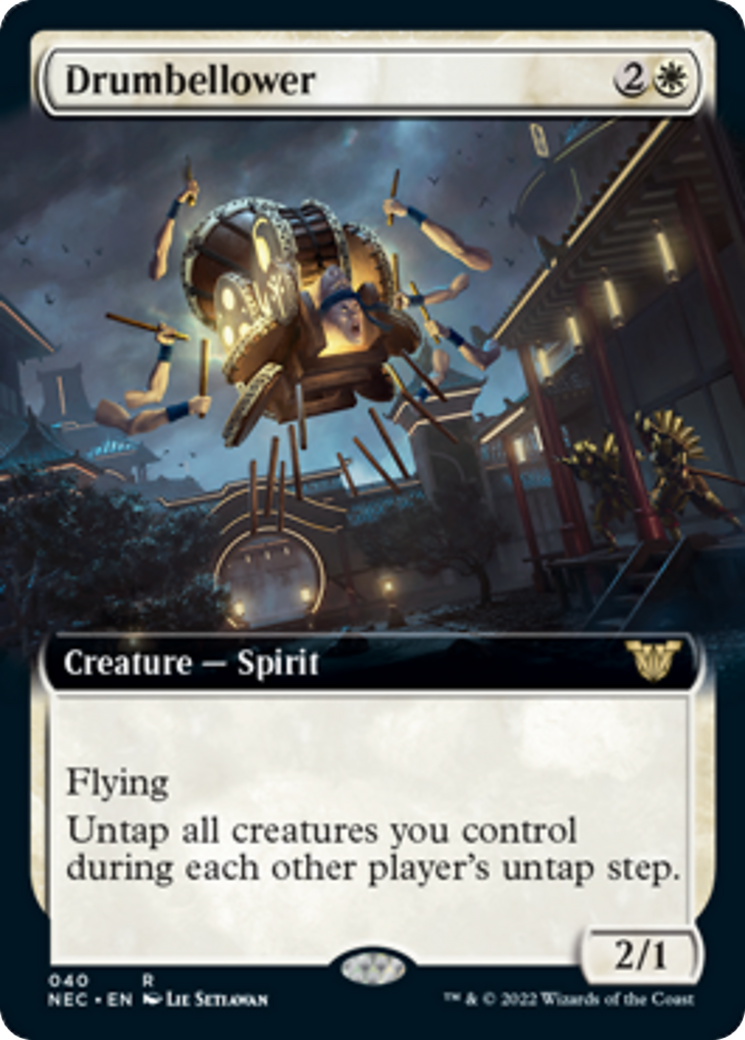 Drumbellower 2
Creature — Spirit
Flying
Untap all creatures you control
during each other player's untap step.
2/1
040 R
NEC • EN Lie Setiawan
™ & © 2022 Wizards of the Coast